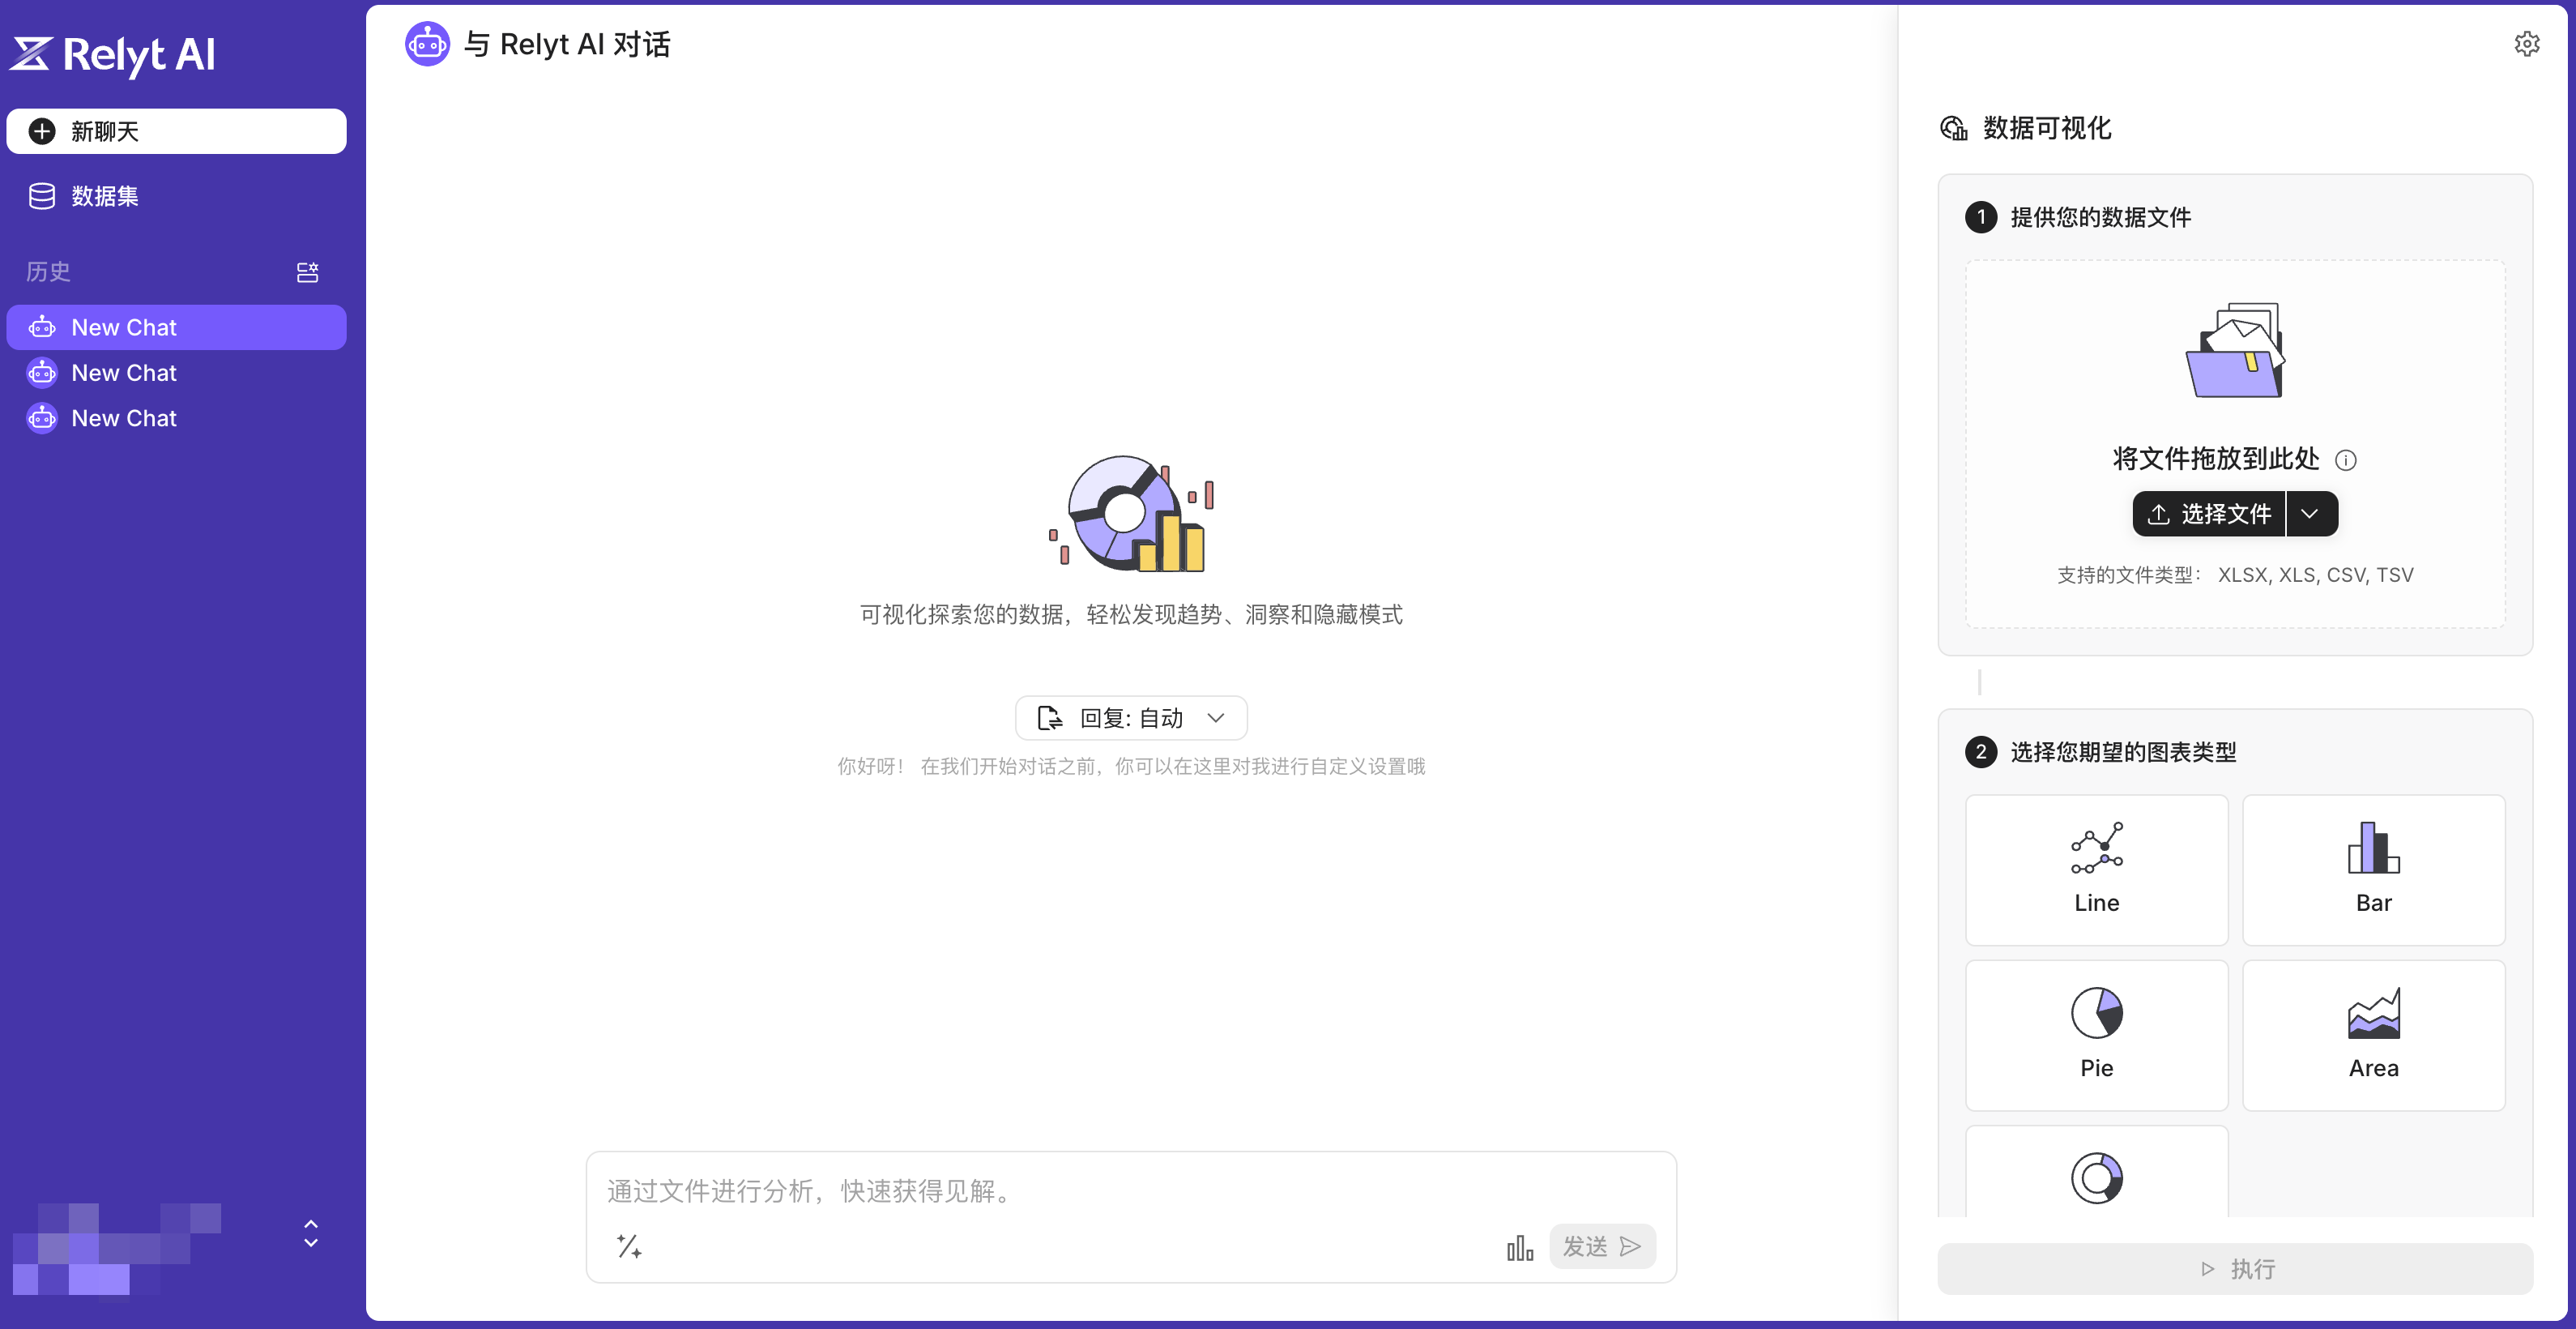 Relyt AI
新聊天
数据集
历史
New Chat
New Chat
New Chat
与 Relyt AI 对话
可视化探索您的数据，轻松发现趋势、洞察和隐藏模式
回复: 自动
你好呀！ 在我们开始对话之前，你可以在这里对我进行自定义设置哦
通过文件进行分析，快速获得见解。
发送
数据可视化
1 提供您的数据文件
将文件拖放到此处
选择文件
支持的文件类型： XLSX, XLS, CSV, TSV
2 选择您期望的图表类型
Line
Bar
Pie
Area
执行